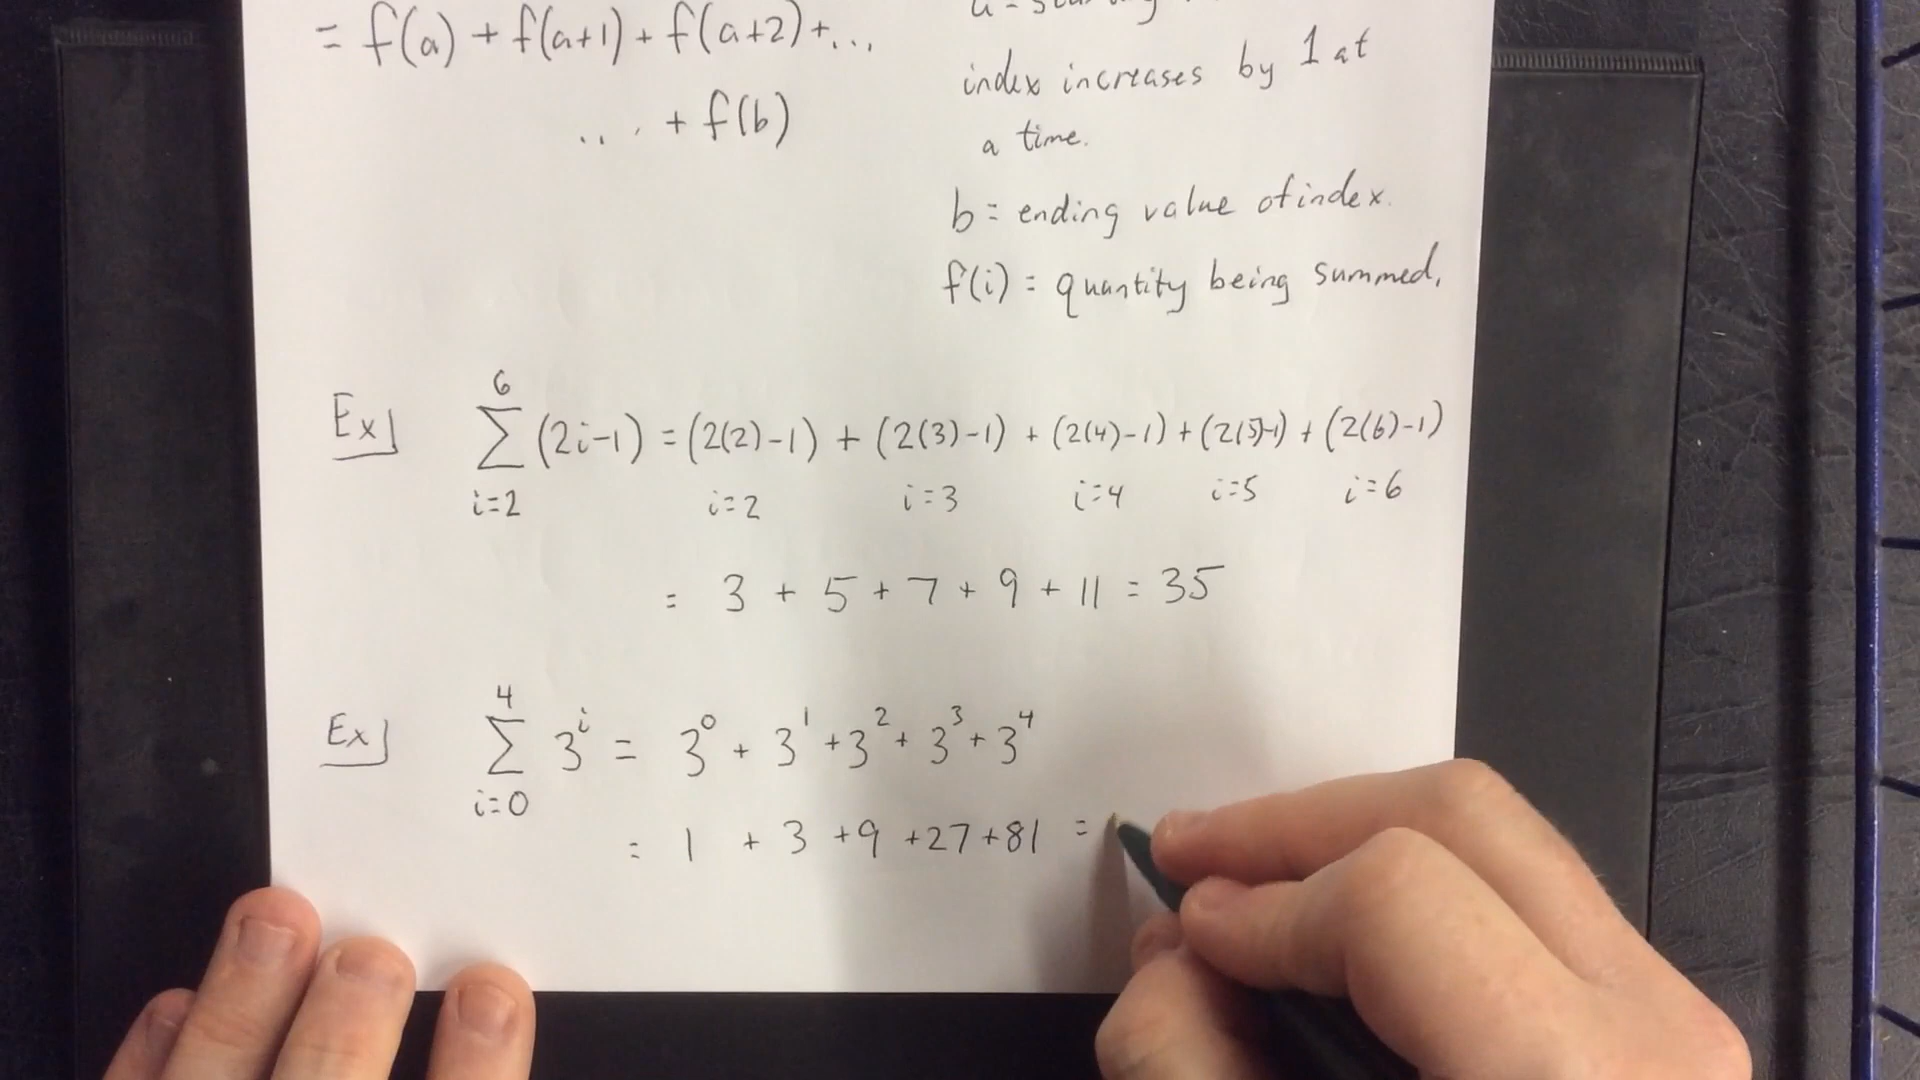 = f(a) + f(a+1) + f(a+2) + ...
... + f(b)
index increases by 1 at
a time.
b = ending value of index.
f(i) = quantity being summed,
Ex] 6
∑ (2i-1) = (2(2)-1) + (2(3)-1) + (2(4)-1) + (2(5)-1) + (2(6)-1)
i=2 i=2 i=3 i=4 i=5 i=6
= 3 + 5 + 7 + 9 + 11 = 35
Ex] 4
∑ 3^i = 3^0 + 3^1 + 3^2 + 3^3 + 3^4
i=0
= 1 + 3 + 9 + 27 + 81 =